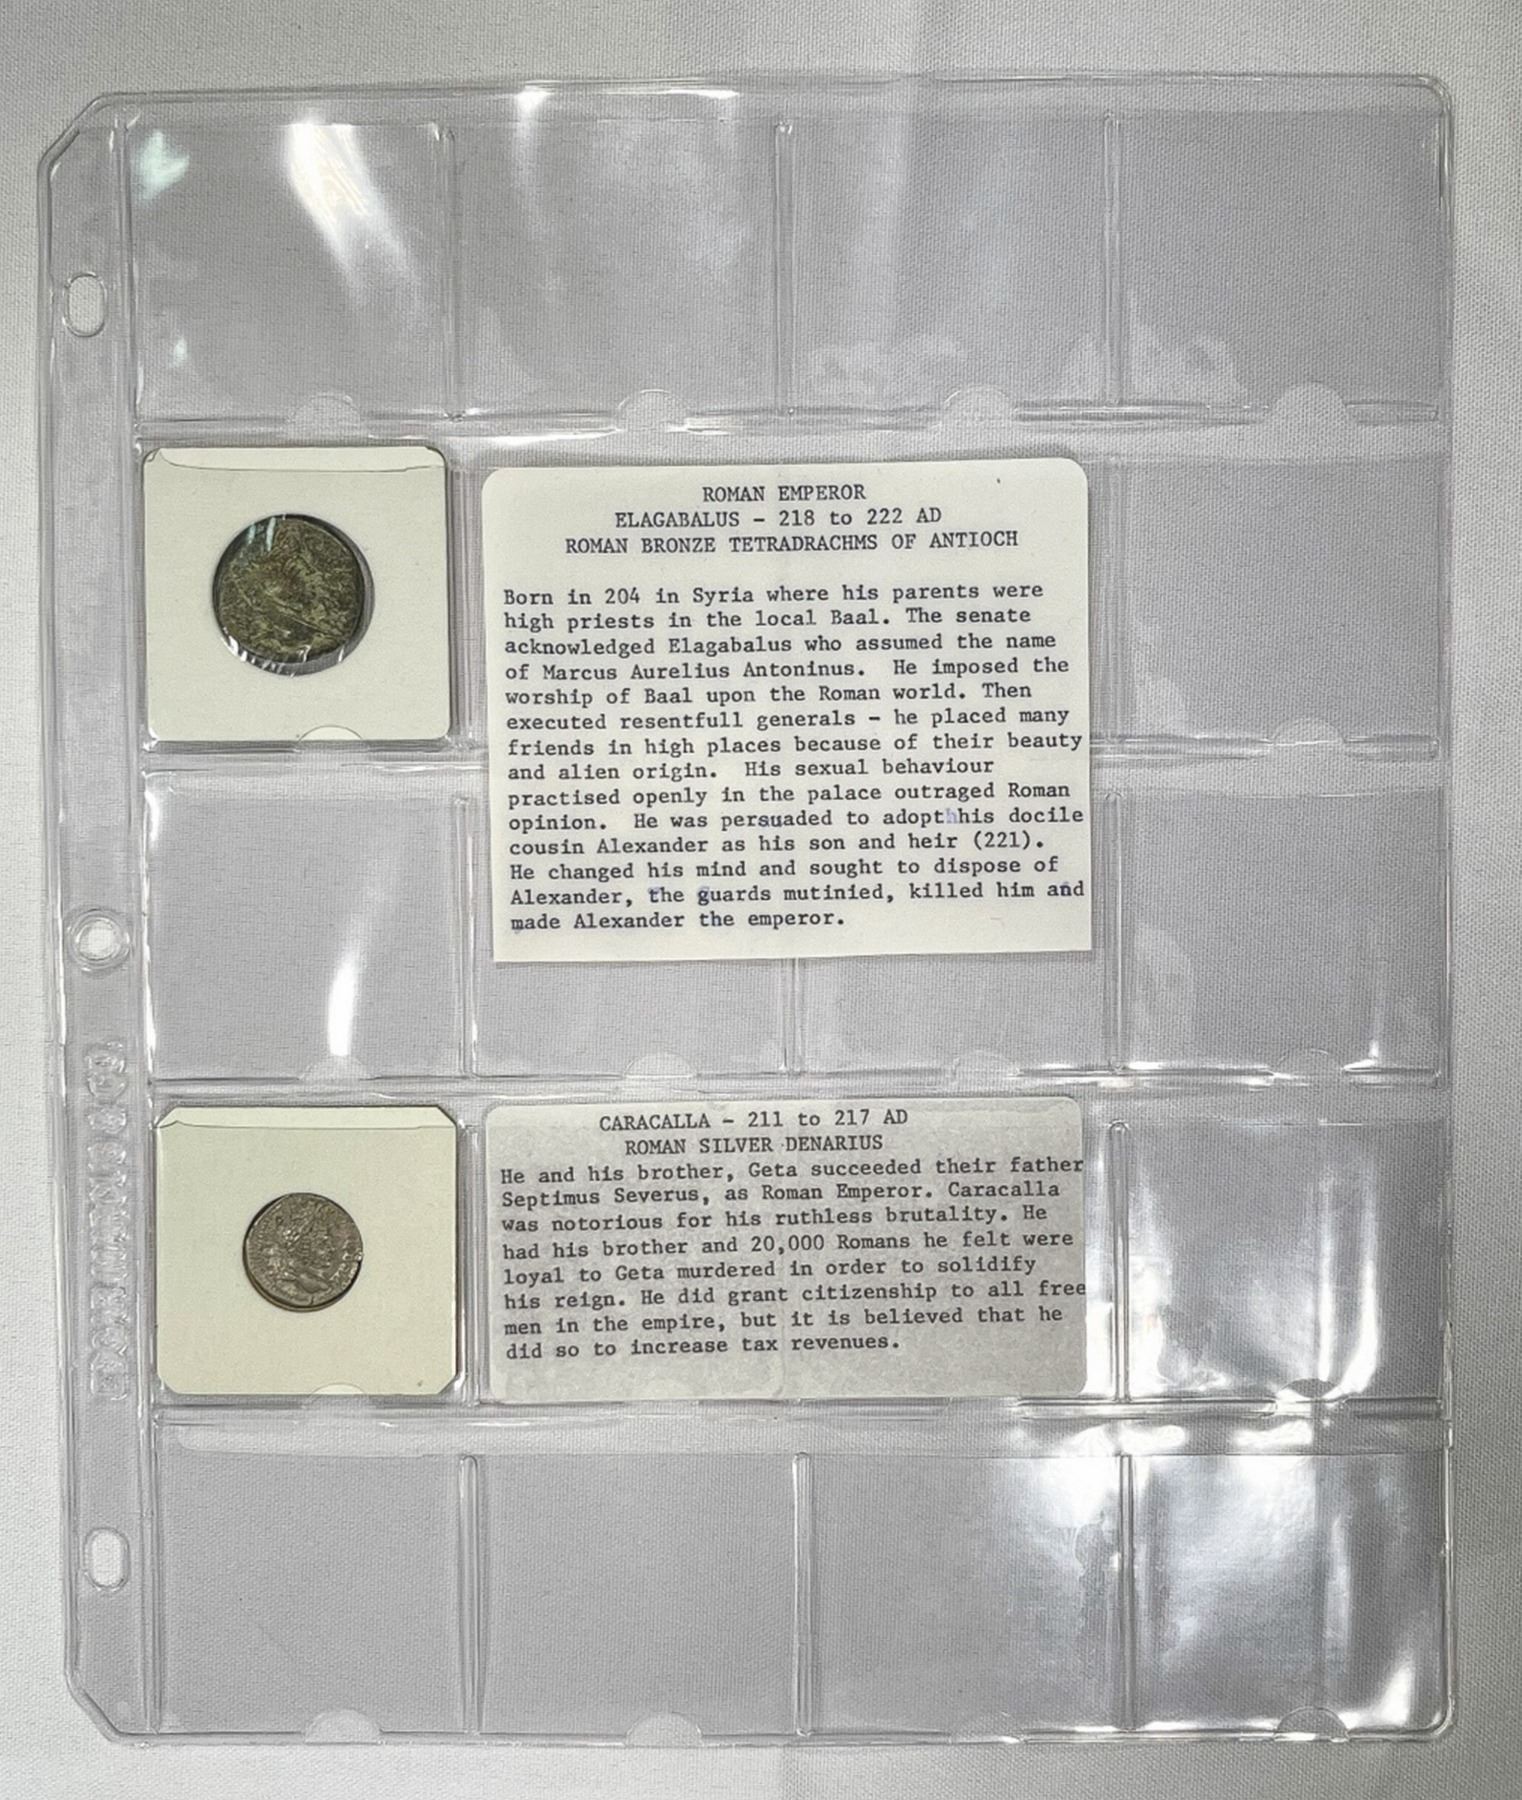 ROMAN EMPEROR
ELAGABALUS - 218 to 222 AD
ROMAN BRONZE TETRADRACHMS OF ANTIOCH
Born in 204 in Syria where his parents were
high priests in the local Baal. The senate
acknowledged Elagabalus who assumed the name
of Marcus Aurelius Antoninus. He imposed the
worship of Baal upon the Roman world. Then
executed resentfull generals - he placed many
friends in high places because of their beauty
and alien origin. His sexual behaviour
practised openly in the palace outraged Roman
opinion. He was persuaded to adopthhis docile
cousin Alexander as his son and heir (221).
He changed his mind and sought to dispose of
Alexander, the guards mutinied, killed him and
made Alexander the emperor.
CARACALLA - 211 to 217 AD
ROMAN SILVER DENARIUS
He and his brother, Geta succeeded their father
Septimus Severus, as Roman Emperor. Caracalla
was notorious for his ruthless brutality. He
had his brother and 20,000 Romans he felt were
loyal to Geta murdered in order to solidify
his reign. He did grant citizenship to all free
men in the empire, but it is believed that he
did so to increase tax revenues.